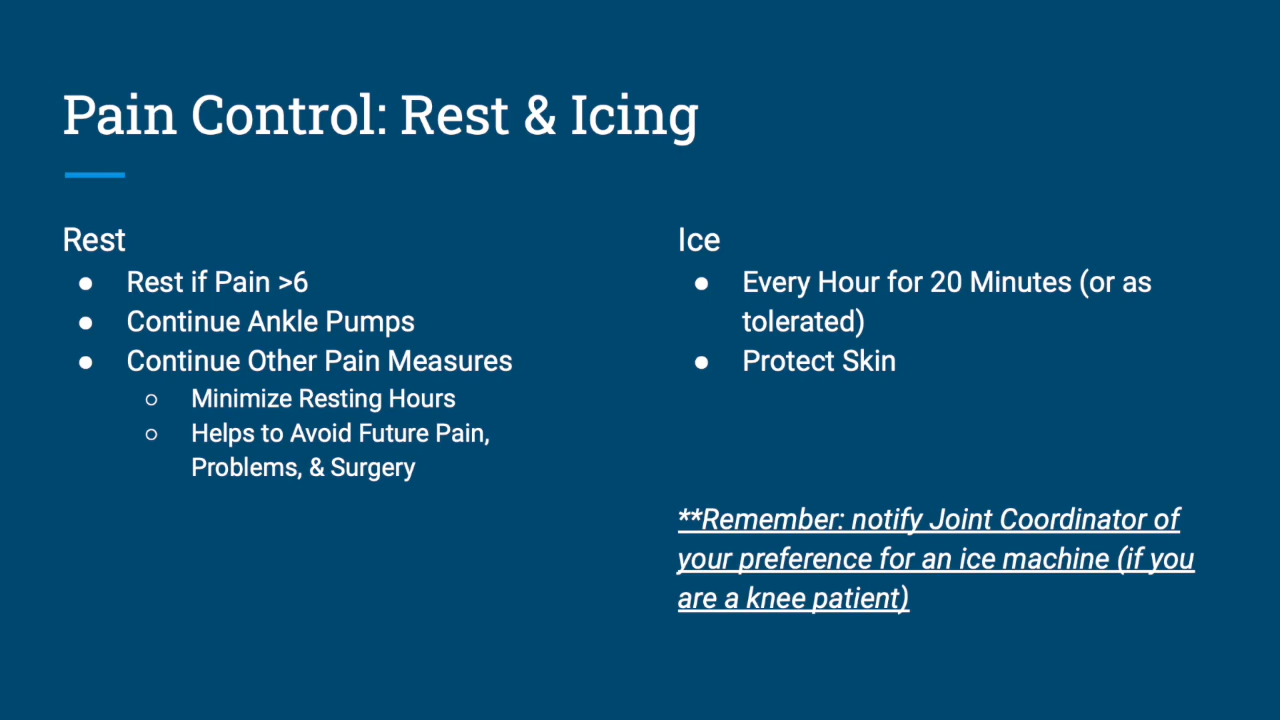 Pain Control: Rest & Icing
Rest
● Rest if Pain >6
● Continue Ankle Pumps
● Continue Other Pain Measures
○ Minimize Resting Hours
○ Helps to Avoid Future Pain,
Problems, & Surgery
Ice
● Every Hour for 20 Minutes (or as
tolerated)
● Protect Skin
**Remember: notify Joint Coordinator of
your preference for an ice machine (if you
are a knee patient)